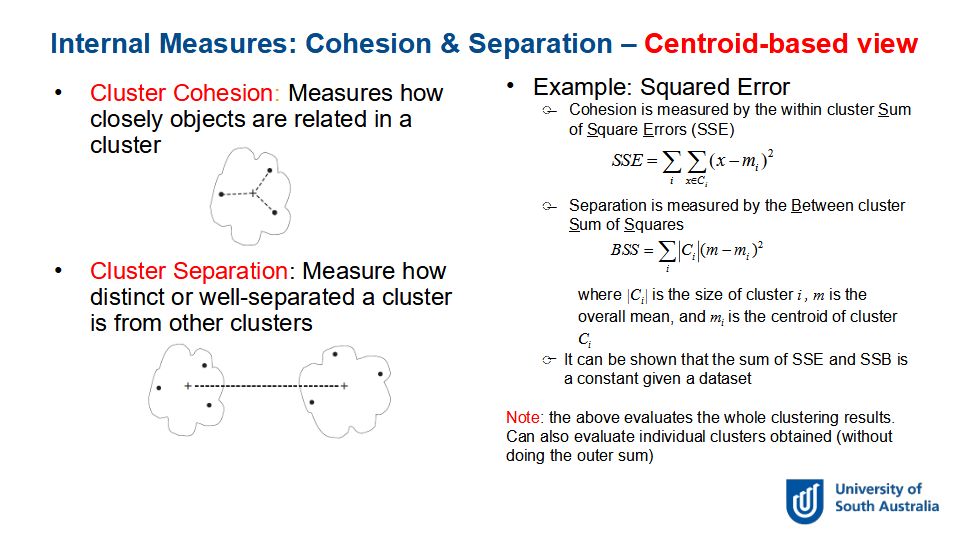 Internal Measures: Cohesion & Separation – Centroid-based view
• Cluster Cohesion: Measures how
closely objects are related in a
cluster
• Cluster Separation: Measure how
distinct or well-separated a cluster
is from other clusters
• Example: Squared Error
Cohesion is measured by the within cluster Sum
of Square Errors (SSE)
SSE = ∑_i ∑_{x∈C_i} (x – m_i)²
Separation is measured by the Between cluster
Sum of Squares
BSS = ∑_i |C_i|(m – m_i)²
where |C_i| is the size of cluster i , m is the
overall mean, and m_i is the centroid of cluster
C_i
It can be shown that the sum of SSE and SSB is
a constant given a dataset
Note: the above evaluates the whole clustering results.
Can also evaluate individual clusters obtained (without
doing the outer sum)
University of
South Australia